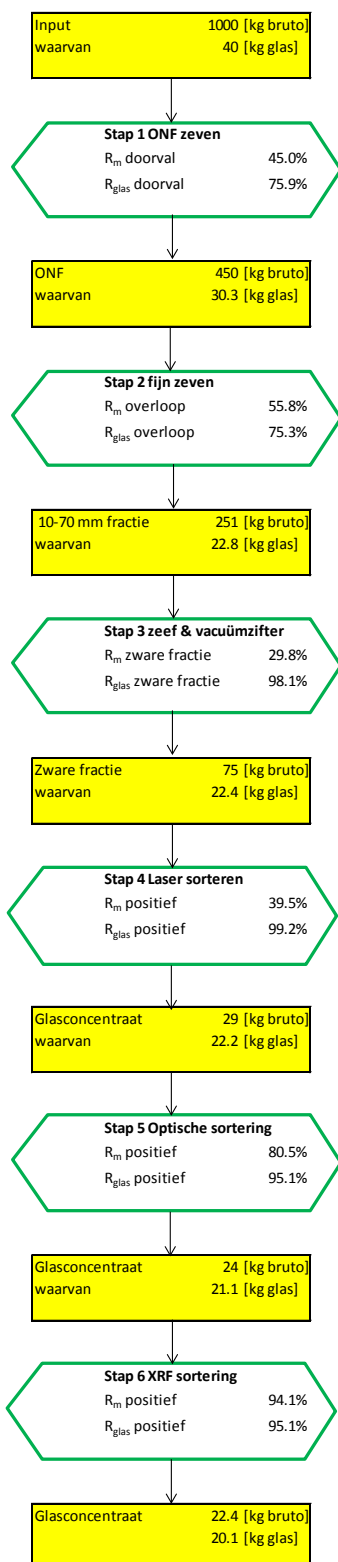 Input 1000 [kg bruto]
waarvan 40 [kg glas]
Stap 1 ONF zeven
Rm doorval 45.0%
Rglas doorval 75.9%
ONF 450 [kg bruto]
waarvan 30.3 [kg glas]
Stap 2 fijn zeven
Rm overloop 55.8%
Rglas overloop 75.3%
10-70 mm fractie 251 [kg bruto]
waarvan 22.8 [kg glas]
Stap 3 zeef & vacuümzifter
Rm zware fractie 29.8%
Rglas zware fractie 98.1%
Zware fractie 75 [kg bruto]
waarvan 22.4 [kg glas]
Stap 4 Laser sorteren
Rm positief 39.5%
Rglas positief 99.2%
Glasconcentraat 29 [kg bruto]
waarvan 22.2 [kg glas]
Stap 5 Optische sortering
Rm positief 80.5%
Rglas positief 95.1%
Glasconcentraat 24 [kg bruto]
waarvan 21.1 [kg glas]
Stap 6 XRF sortering
Rm positief 94.1%
Rglas positief 95.1%
Glasconcentraat 22.4 [kg bruto]
20.1 [kg glas]